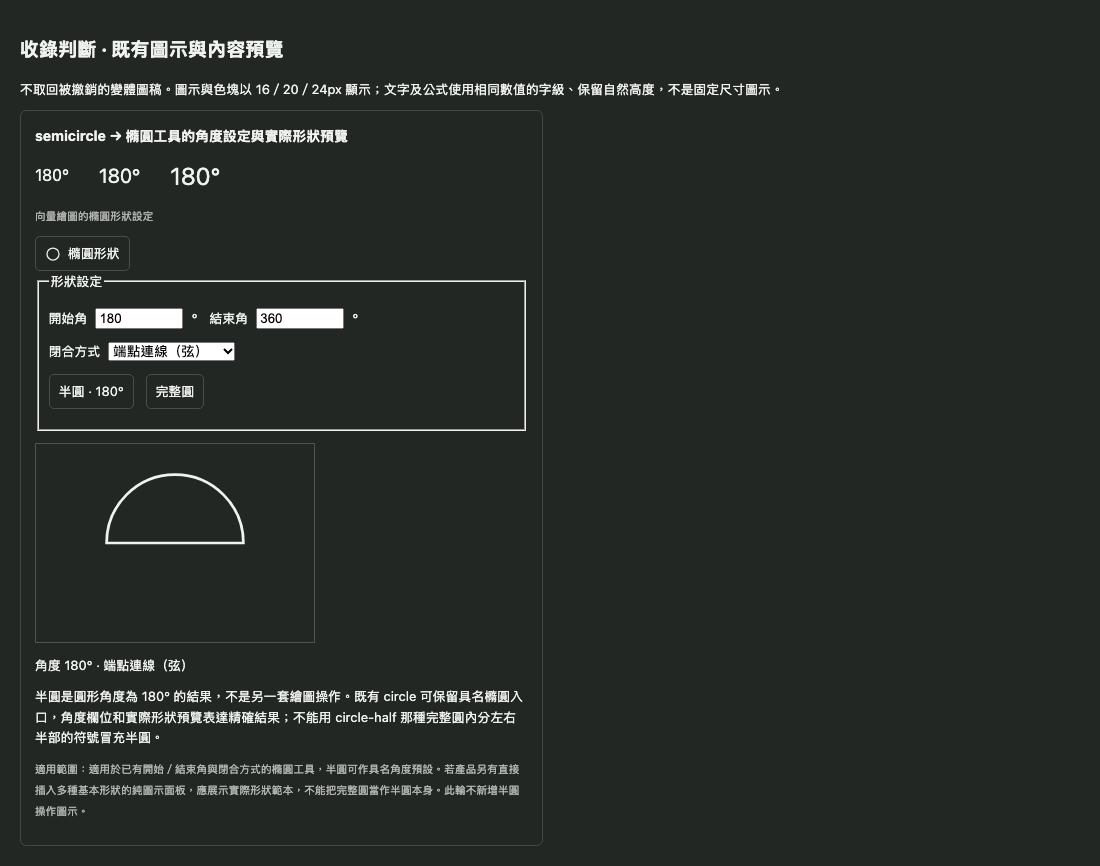 收錄判斷 · 既有圖示與內容預覽
不取回被撤銷的變體圖稿。圖示與色塊以 16 / 20 / 24px 顯示；文字及公式使用相同數值的字級、保留自然高度，不是固定尺寸圖示。
semicircle → 橢圓工具的角度設定與實際形狀預覽
180° 180° 180°
向量繪圖的橢圓形狀設定
橢圓形狀
形狀設定
開始角 180 ° 結束角 360 °
閉合方式 端點連線（弦）
半圓 · 180° 完整圓
角度 180° · 端點連線（弦）
半圓是圓形角度為 180° 的結果，不是另一套繪圖操作。既有 circle 可保留具名橢圓入
口，角度欄位和實際形狀預覽表達精確結果；不能用 circle-half 那種完整圓內分左右
半部的符號冒充半圓。
適用範圍：適用於已有開始 / 結束角與閉合方式的橢圓工具，半圓可作具名角度預設。若產品另有直接
插入多種基本形狀的純圖示面板，應展示實際形狀範本，不能把完整圓當作半圓本身。此輪不新增半圓
操作圖示。